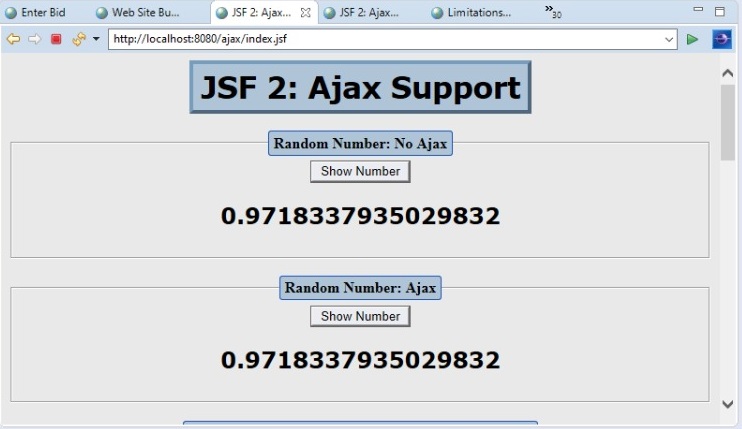 Enter Bid
Web Site Bu...
JSF 2: Ajax...
JSF 2: Ajax...
Limitations...
»30
http://localhost:8080/ajax/index.jsf
JSF 2: Ajax Support
Random Number: No Ajax
Show Number
0.9718337935029832
Random Number: Ajax
Show Number
0.9718337935029832